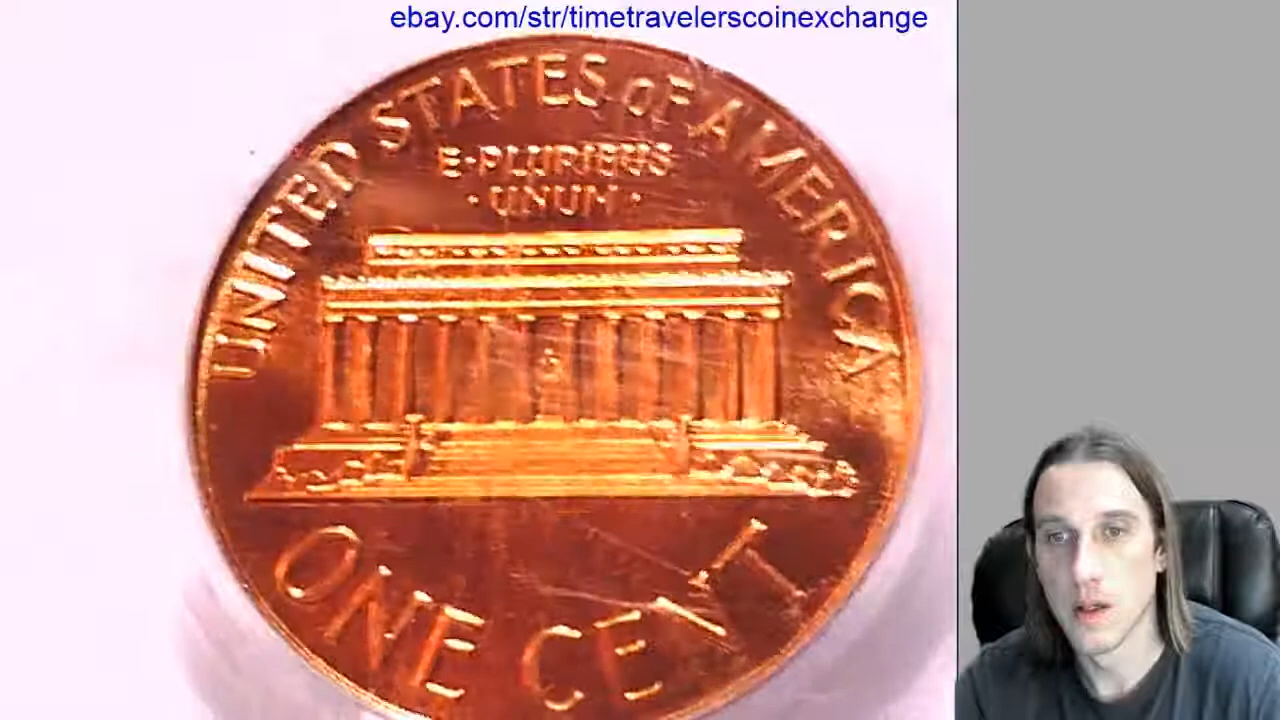 ebay.com/str/timetravelerscoinexchange
UNITED STATES OF AMERICA
E·PLURIBUS
·UNUM·
ONE CENT